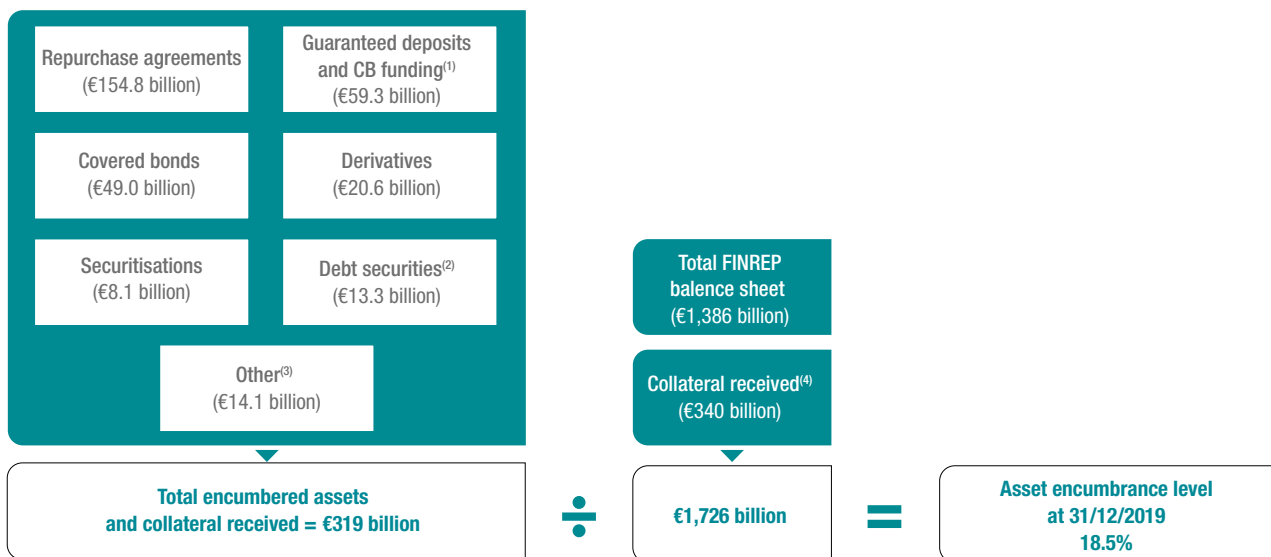 Repurchase agreements
(€154.8 billion)
Guaranteed deposits
and CB funding(1)
(€59.3 billion)
Covered bonds
(€49.0 billion)
Derivatives
(€20.6 billion)
Securitisations
(€8.1 billion)
Debt securities(2)
(€13.3 billion)
Other(3)
(€14.1 billion)
Total FINREP
balence sheet
(€1,386 billion)
Collateral received(4)
(€340 billion)
Total encumbered assets
and collateral received = €319 billion
÷
€1,726 billion
=
Asset encumbrance level
at 31/12/2019
18.5%